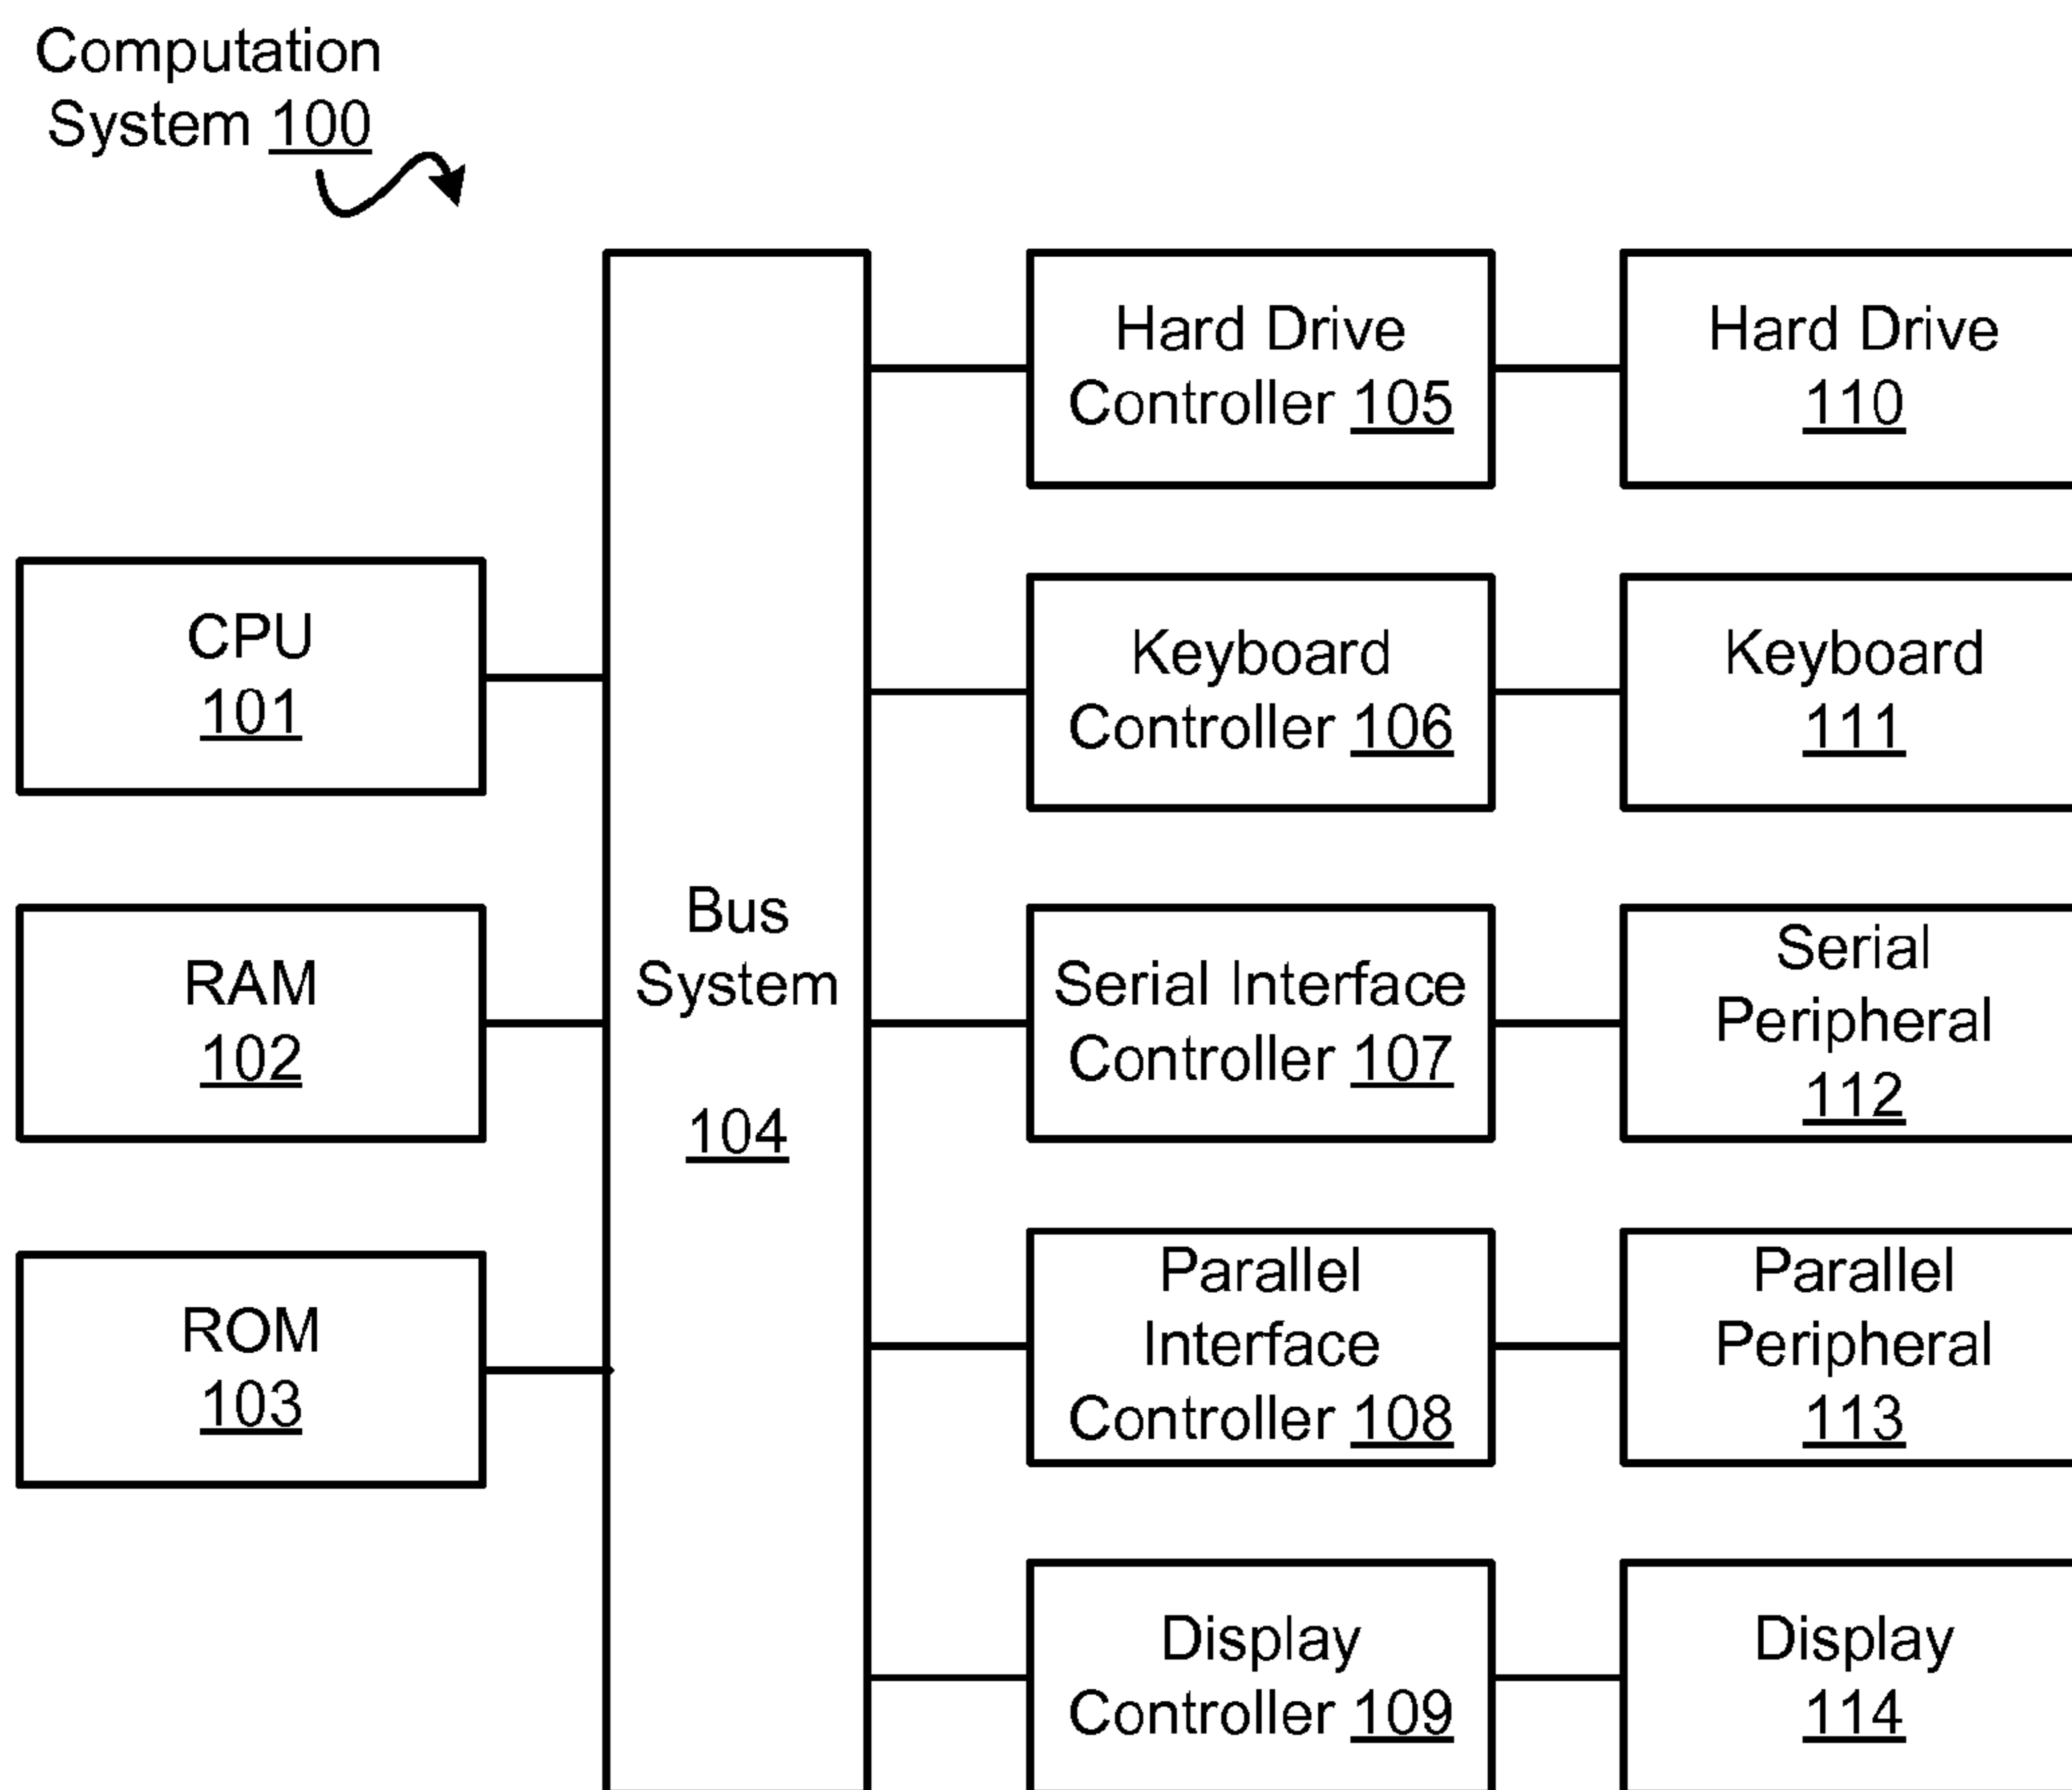 Computation
System 100
Hard Drive
Controller 105
Hard Drive
110
CPU
101
Keyboard
Controller 106
Keyboard
111
Bus
System
104
RAM
102
Serial Interface
Controller 107
Serial
Peripheral
112
ROM
103
Parallel
Interface
Controller 108
Parallel
Peripheral
113
Display
Controller 109
Display
114